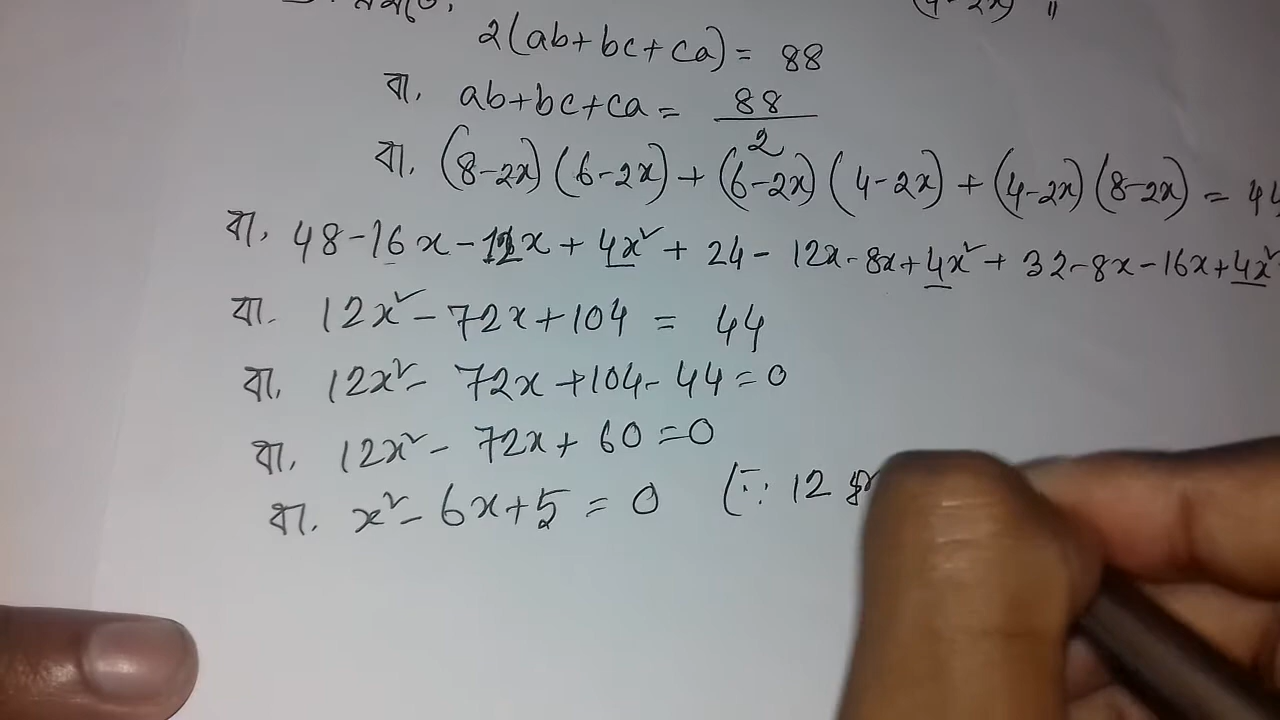 (4-2x) "
2(ab+bc+ca) = 88
বা, ab+bc+ca = 88/2
বা, (8-2x)(6-2x)+(6-2x)(4-2x)+(4-2x)(8-2x) = 44
বা, 48-16x-12x+4x²+24-12x-8x+4x²+32-8x-16x+4x²
বা. 12x²-72x+104 = 44
বা, 12x²-72x+104-44=0
বা, 12x²-72x+60=0
বা. x²-6x+5=0 (∵ 12